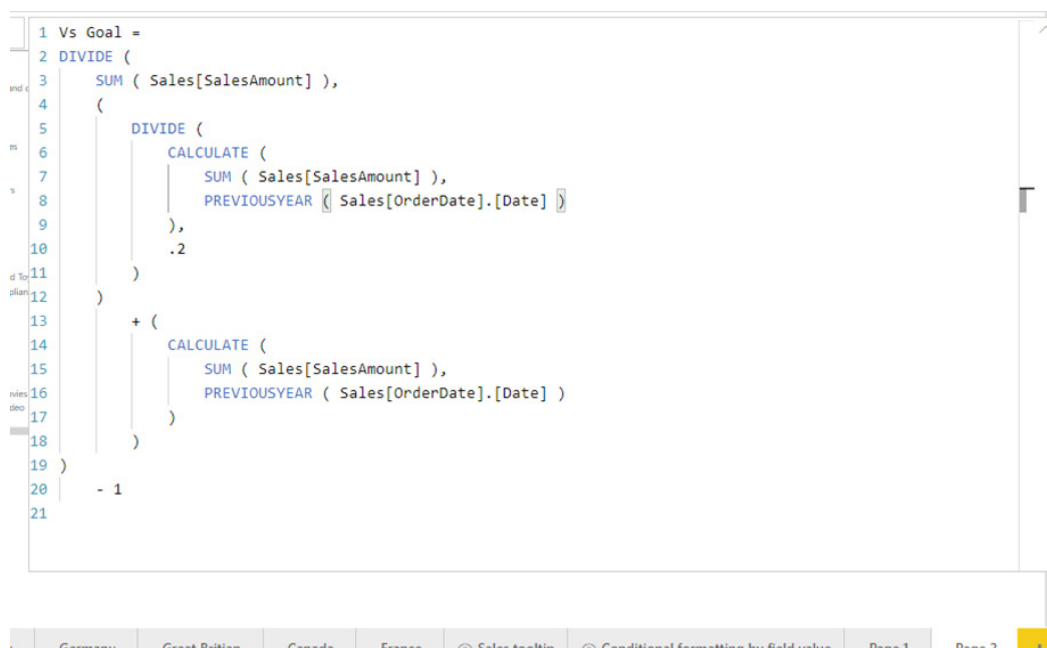 1 Vs Goal =
2 DIVIDE (
3 SUM ( Sales[SalesAmount] ),
4 (
5 DIVIDE (
6 CALCULATE (
7 SUM ( Sales[SalesAmount] ),
8 PREVIOUSYEAR ( Sales[OrderDate].[Date] )
9 ),
10 .2
11 )
12 )
13 + (
14 CALCULATE (
15 SUM ( Sales[SalesAmount] ),
16 PREVIOUSYEAR ( Sales[OrderDate].[Date] )
17 )
18 )
19 )
20 - 1
21
Germany Great Britian Canada France Sales tooltip Conditional formatting by field value Page 1 Page 2